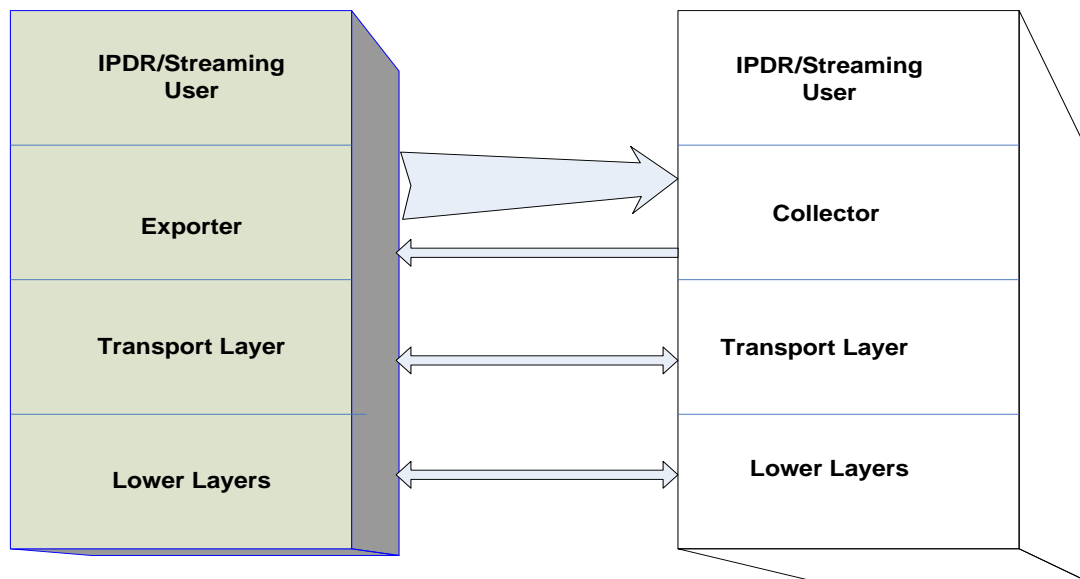 IPDR/Streaming
User
Exporter
Transport Layer
Lower Layers
IPDR/Streaming
User
Collector
Transport Layer
Lower Layers